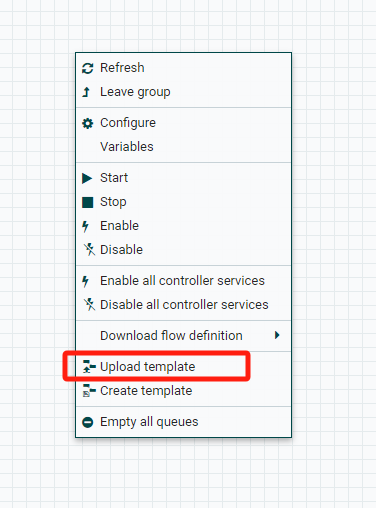 Refresh
Leave group
Configure
Variables
Start
Stop
Enable
Disable
Enable all controller services
Disable all controller services
Download flow definition
Upload template
Create template
Empty all queues